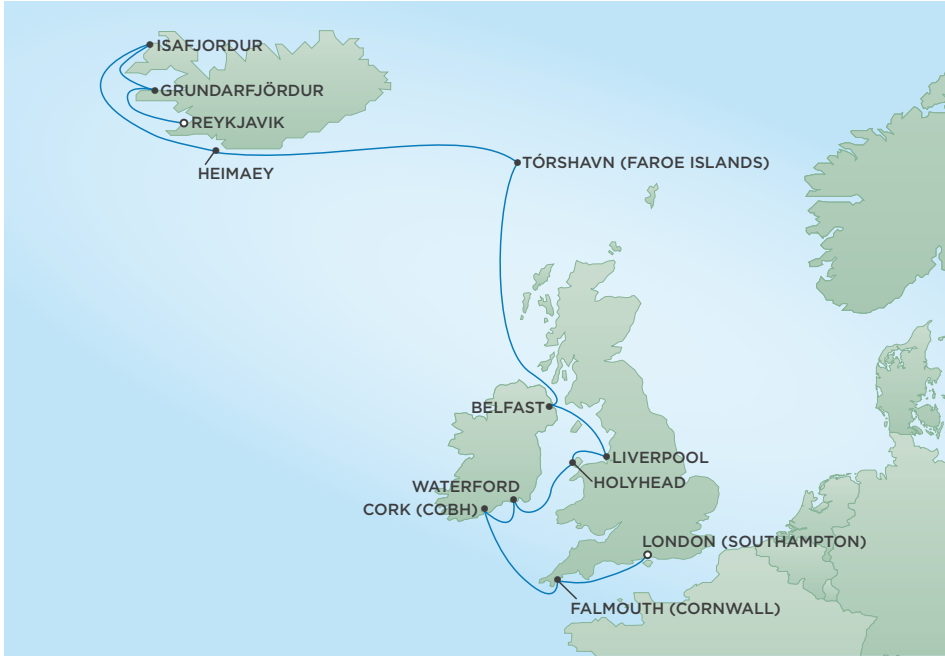 ISAFJORDUR
GRUNDARFJÖRDUR
REYKJAVIK
HEIMAEY
TÓRSHAVN (FAROE ISLANDS)
BELFAST
LIVERPOOL
HOLYHEAD
WATERFORD
CORK (COBH)
LONDON (SOUTHAMPTON)
FALMOUTH (CORNWALL)